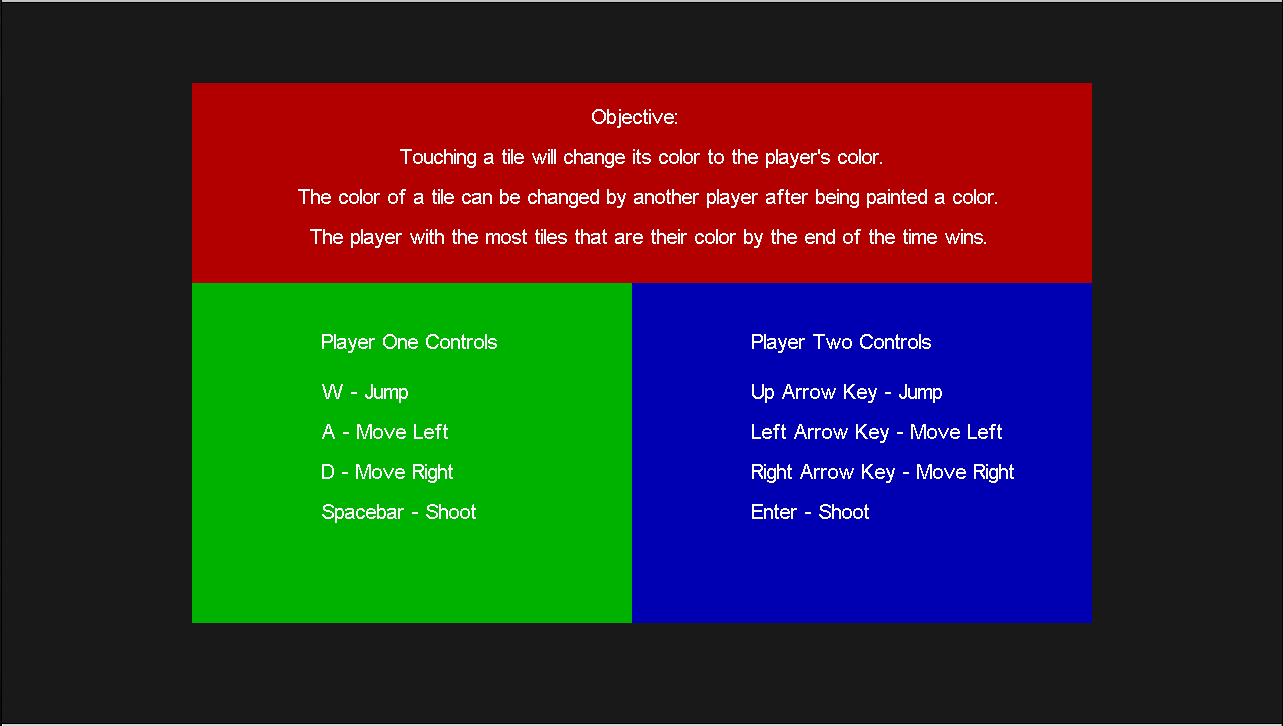 Objective:
Touching a tile will change its color to the player's color.
The color of a tile can be changed by another player after being painted a color.
The player with the most tiles that are their color by the end of the time wins.
Player One Controls
W - Jump
A - Move Left
D - Move Right
Spacebar - Shoot
Player Two Controls
Up Arrow Key - Jump
Left Arrow Key - Move Left
Right Arrow Key - Move Right
Enter - Shoot